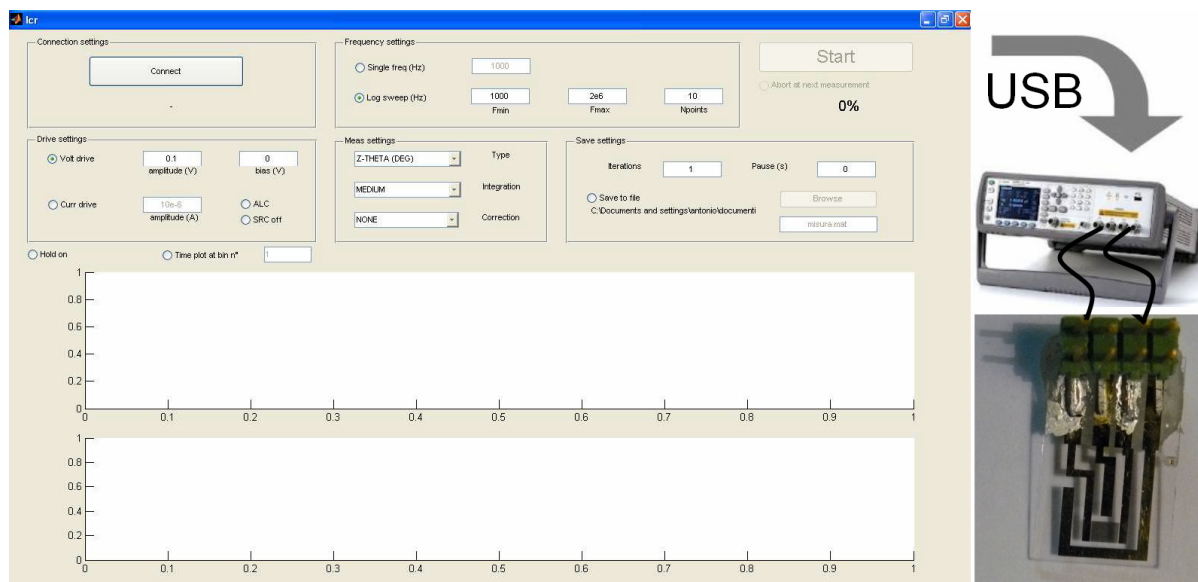 lcr
Connection settings
Connect
-
Frequency settings
Single freq (Hz)
1000
Log sweep (Hz)
1000
2e6
10
Fmin
Fmax
Npoints
Start
Abort at next measurement
0%
Drive settings
Volt drive
0.1
0
amplitude (V)
bias (V)
Curr drive
10e-6
amplitude (A)
ALC
SRC off
Meas settings
Z-THETA (DEG)
Type
MEDIUM
Integration
NONE
Correction
Save settings
Iterations
1
Pause (s)
0
Save to file
Browse
C:\Documents and settings\antonio\documenti
misura.mat
Hold on
Time plot at bin n°
1
1
0.8
0.6
0.4
0.2
0
0 0.1 0.2 0.3 0.4 0.5 0.6 0.7 0.8 0.9 1
1
0.8
0.6
0.4
0.2
0
0 0.1 0.2 0.3 0.4 0.5 0.6 0.7 0.8 0.9 1
USB